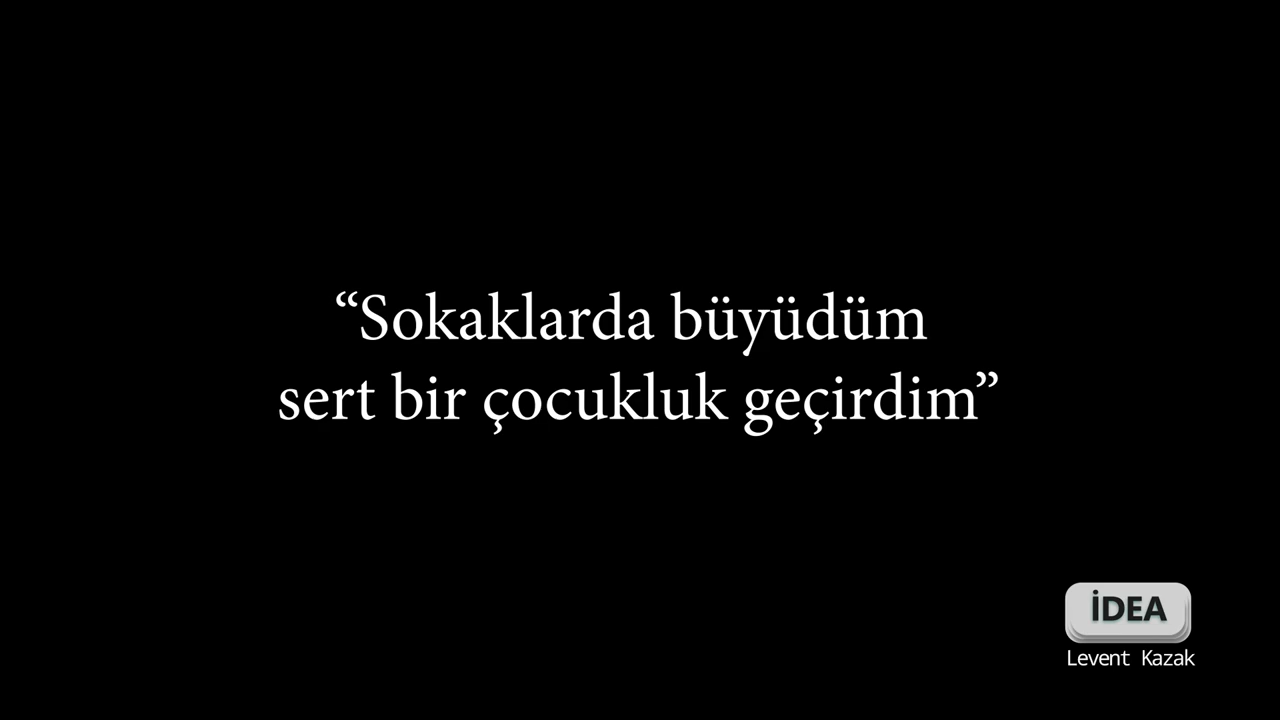 “Sokaklarda büyüdüm
sert bir çocukluk geçirdim”
İDEA
Levent Kazak